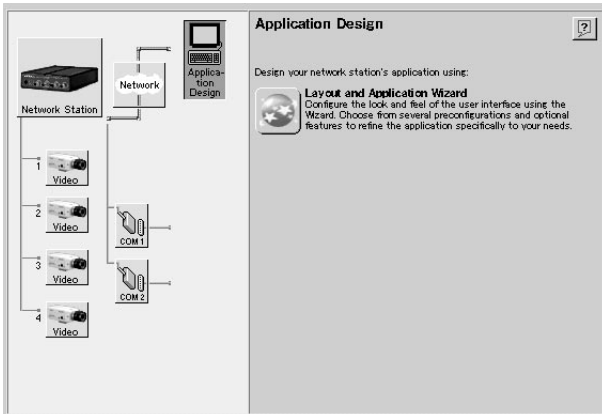 Network Station
Network
Applica-
tion
Design
1
Video
2
Video
3
Video
4
Video
COM 1
COM 2
Application Design
?
Design your network station's application using:
Layout and Application Wizard
Configure the look and feel of the user interface using the
Wizard. Choose from several preconfigurations and optional
features to refine the application specifically to your needs.